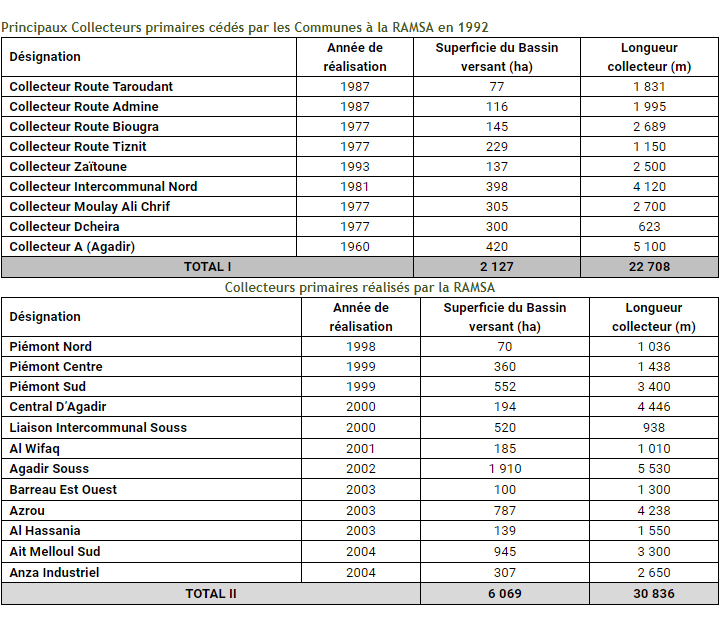 Principaux Collecteurs primaires cédés par les Communes à la RAMSA en 1992
Désignation | Année de réalisation | Superficie du Bassin versant (ha) | Longueur collecteur (m)
Collecteur Route Taroudant | 1987 | 77 | 1 831
Collecteur Route Admine | 1987 | 116 | 1 995
Collecteur Route Biougra | 1977 | 145 | 2 689
Collecteur Route Tiznit | 1977 | 229 | 1 150
Collecteur Zaïtoune | 1993 | 137 | 2 500
Collecteur Intercommunal Nord | 1981 | 398 | 4 120
Collecteur Moulay Ali Chrif | 1977 | 305 | 2 700
Collecteur Dcheira | 1977 | 300 | 623
Collecteur A (Agadir) | 1960 | 420 | 5 100
TOTAL I | 2 127 | 22 708
Collecteurs primaires réalisés par la RAMSA
Désignation | Année de réalisation | Superficie du Bassin versant (ha) | Longueur collecteur (m)
Piémont Nord | 1998 | 70 | 1 036
Piémont Centre | 1999 | 360 | 1 438
Piémont Sud | 1999 | 552 | 3 400
Central D'Agadir | 2000 | 194 | 4 446
Liaison Intercommunal Souss | 2000 | 520 | 938
Al Wifaq | 2001 | 185 | 1 010
Agadir Souss | 2002 | 1 910 | 5 530
Barreau Est Ouest | 2003 | 100 | 1 300
Azrou | 2003 | 787 | 4 238
Al Hassania | 2003 | 139 | 1 550
Ait Melloul Sud | 2004 | 945 | 3 300
Anza Industriel | 2004 | 307 | 2 650
TOTAL II | 6 069 | 30 836